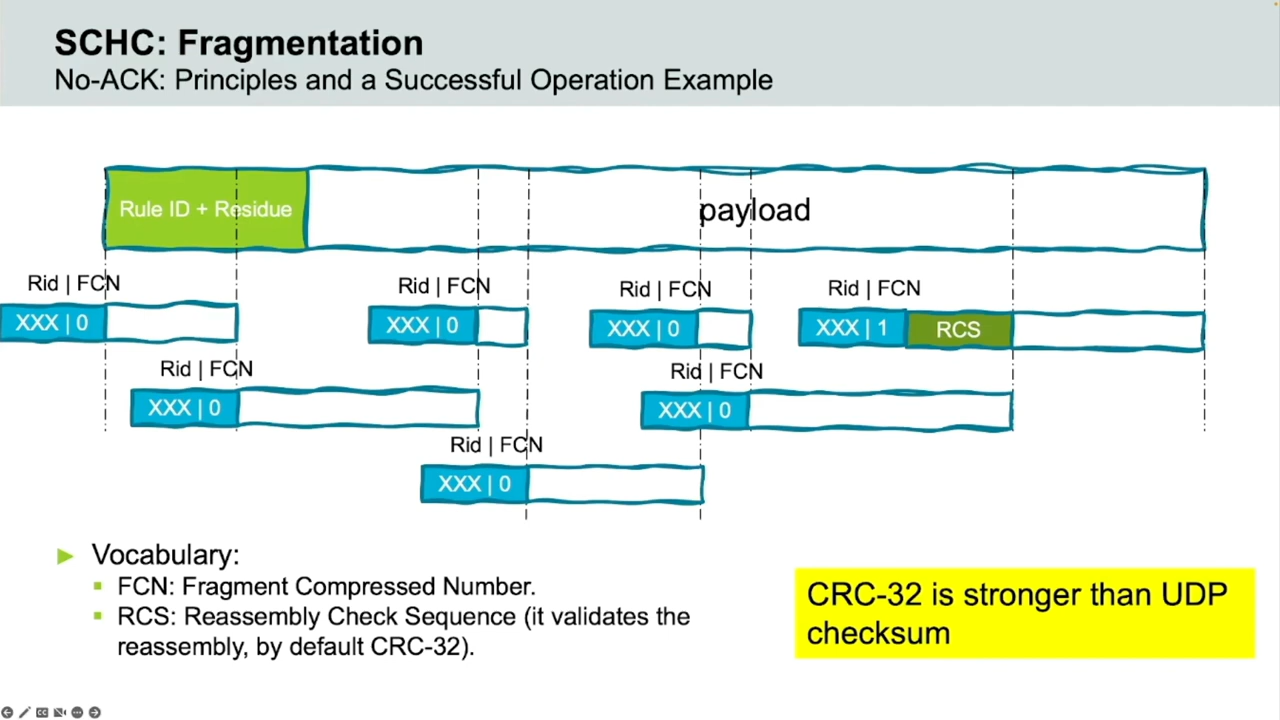 SCHC: Fragmentation
No-ACK: Principles and a Successful Operation Example
Rule ID + Residue
payload
Rid | FCN
XXX | 0
Rid | FCN
XXX | 0
Rid | FCN
XXX | 0
Rid | FCN
XXX | 1
RCS
Rid | FCN
XXX | 0
Rid | FCN
XXX | 0
Rid | FCN
XXX | 0
Vocabulary:
FCN: Fragment Compressed Number.
RCS: Reassembly Check Sequence (it validates the
reassembly, by default CRC-32).
CRC-32 is stronger than UDP
checksum